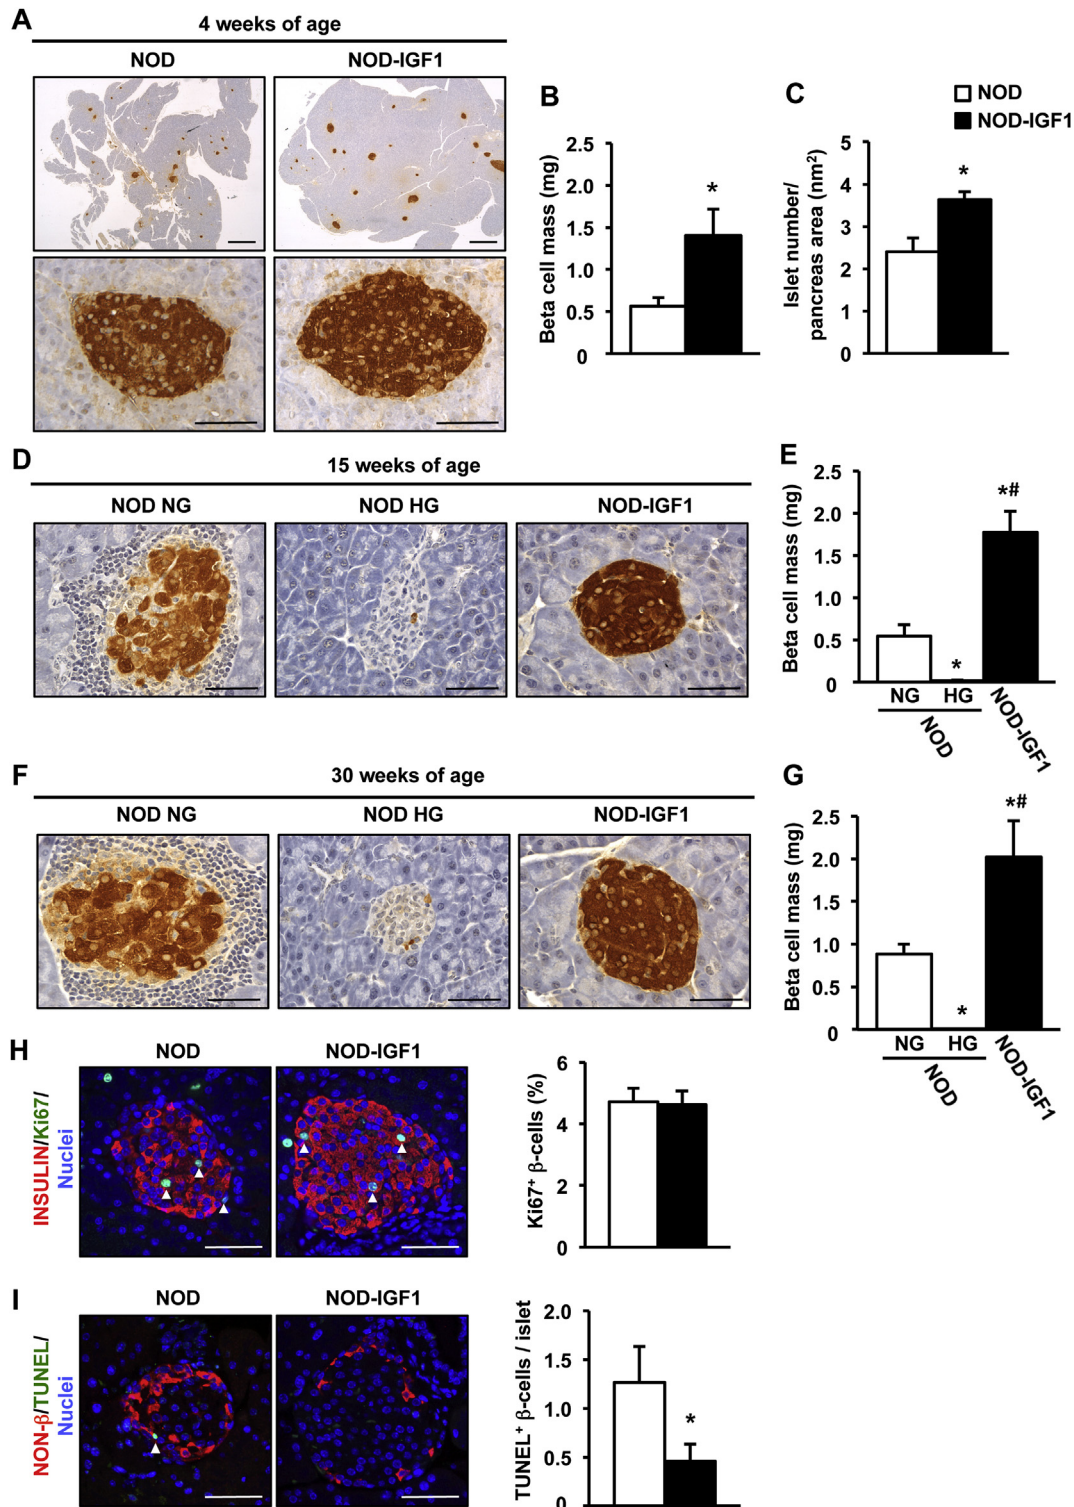 A
4 weeks of age
NOD
NOD-IGF1
B
Beta cell mass (mg)
2.5
2.0
1.5
1.0
0.5
0
*
C
NOD
NOD-IGF1
Islet number/
pancreas area (nm²)
5
4
3
2
1
0
*
D
15 weeks of age
NOD NG
NOD HG
NOD-IGF1
E
Beta cell mass (mg)
2.5
2.0
1.5
1.0
0.5
0
*
*#
NG
HG
NOD
NOD-IGF1
F
30 weeks of age
NOD NG
NOD HG
NOD-IGF1
G
Beta cell mass (mg)
2.5
2.0
1.0
0.5
0
*
*#
NG
HG
NOD
NOD-IGF1
H
NOD
NOD-IGF1
INSULIN/Ki67/
Nuclei
Ki67⁺ β-cells (%)
6
4
2
0
I
NOD
NOD-IGF1
NON-β/TUNEL/
Nuclei
TUNEL⁺ β-cells / islet
2.0
1.5
1.0
0.5
0
*